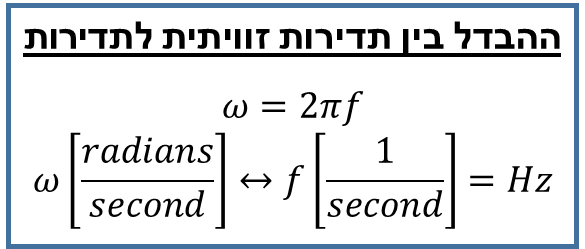 ההבדל בין תדירות זוויתית לתדירות
ω = 2πf
ω [radians/second] ↔ f [1/second] = Hz